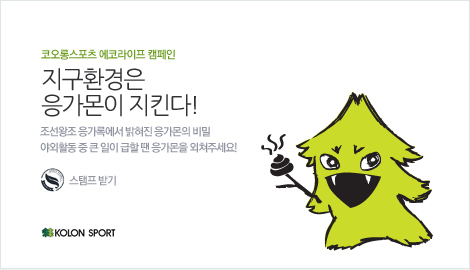 코오롱스포츠 에코라이프 캠페인
지구환경은
응가몬이 지킨다!
조선왕조 응가록에서 밝혀진 응가몬의 비밀
야외활동 중 큰 일이 급할 땐 응가몬을 외쳐주세요!
스탬프 받기
KOLON SPORT